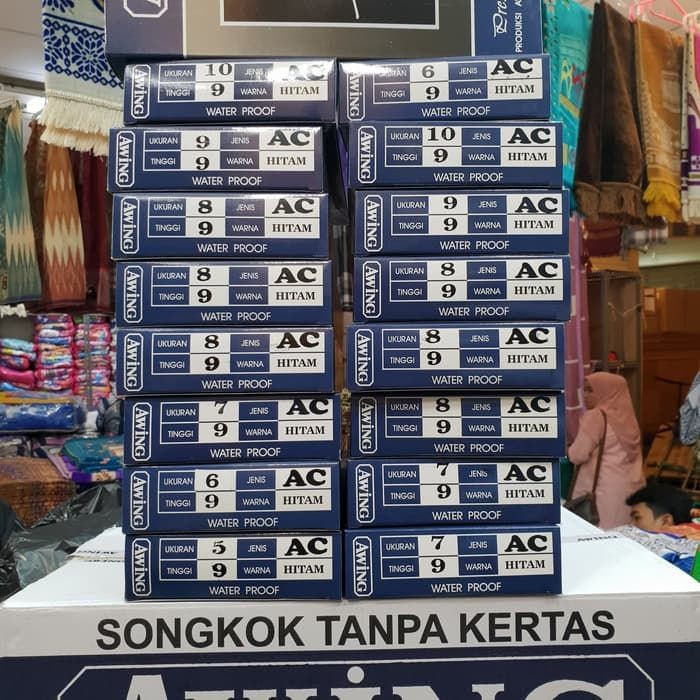 PRODUKSI
AWING UKURAN 10 JENIS AC
TINGGI 9 WARNA HITAM
WATER PROOF
UKURAN 6 JENIS AC
AWING TINGGI 9 WARNA HITAM
WATER PROOF
AWING UKURAN 9 JENIS AC
TINGGI 9 WARNA HITAM
WATER PROOF
AWING UKURAN 10 JENIS AC
TINGGI 9 WARNA HITAM
WATER PROOF
AWING UKURAN 8 JENIS AC
TINGGI 9 WARNA HITAM
WATER PROOF
AWING UKURAN 9 JENIS AC
TINGGI 9 WARNA HITAM
WATER PROOF
AWING UKURAN 8 JENIS AC
TINGGI 9 WARNA HITAM
WATER PROOF
AWING UKURAN 8 JENIS AC
TINGGI 9 WARNA HITAM
WATER PROOF
AWING UKURAN 8 JENIS AC
TINGGI 9 WARNA HITAM
WATER PROOF
AWING UKURAN 8 JENIS AC
TINGGI 9 WARNA HITAM
WATER PROOF
AWING UKURAN 7 JENIS AC
TINGGI 9 WARNA HITAM
WATER PROOF
AWING UKURAN 8 JENIS AC
TINGGI 9 WARNA HITAM
WATER PROOF
AWING UKURAN 6 JENIS AC
TINGGI 9 WARNA HITAM
WATER PROOF
AWING UKURAN 7 JENIS AC
TINGGI 9 WARNA HITAM
WATER PROOF
AWING UKURAN 5 JENIS AC
TINGGI 9 WARNA HITAM
WATER PROOF
AWING UKURAN 7 JENIS AC
TINGGI 9 WARNA HITAM
WATER PROOF
SONGKOK TANPA KERTAS
AWING